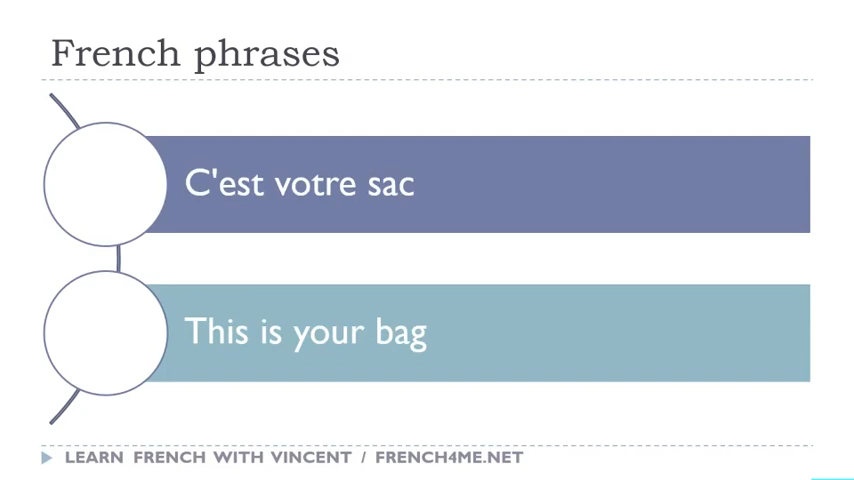 French phrases
C'est votre sac
This is your bag
LEARN FRENCH WITH VINCENT / FRENCH4ME.NET